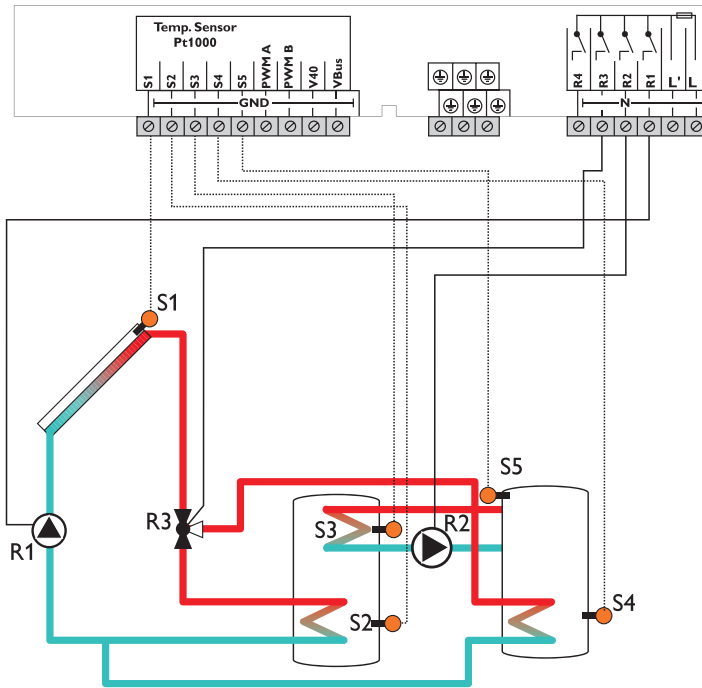 Temp. Sensor
Pt1000
S1
S2
S3
S4
S5
PWM A
PWM B
V40
VBus
GND
R4
R3
R2
R1
L'
L
N
S1
S5
R3
S3
R2
R1
S2
S4